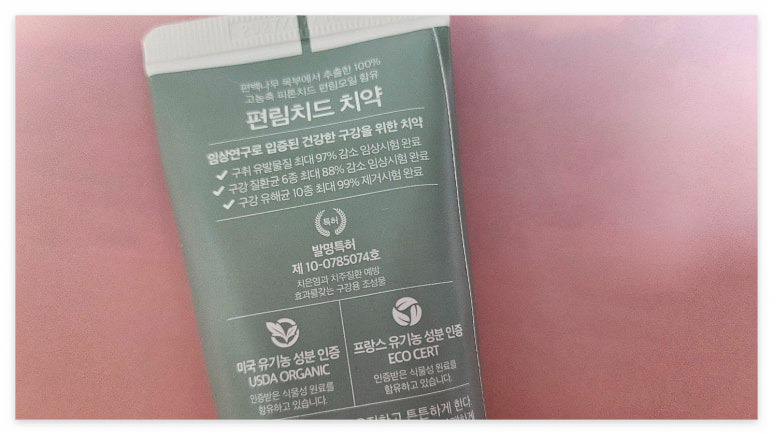 편백나무 목부에서 추출한 100%
고농축 피톤치드 편림오일 함유
편림치드 치약
임상연구로 입증된 건강한 구강을 위한 치약
구취 유발물질 최대 97% 감소 임상시험 완료
구강 질환균 6종 최대 88% 감소 임상시험 완료
구강 유해균 10종 최대 99% 제거시험 완료
특허
발명특허
제 10-0785074호
치은염과 치주질환 예방
효과를갖는 구강용 조성물
미국 유기농 성분 인증
USDA ORGANIC
인증받은 식물성 원료를
함유하고 있습니다.
프랑스 유기농 성분 인증
ECO CERT
인증받은 식물성 원료를
함유하고 있습니다.
튼튼하게 한다.